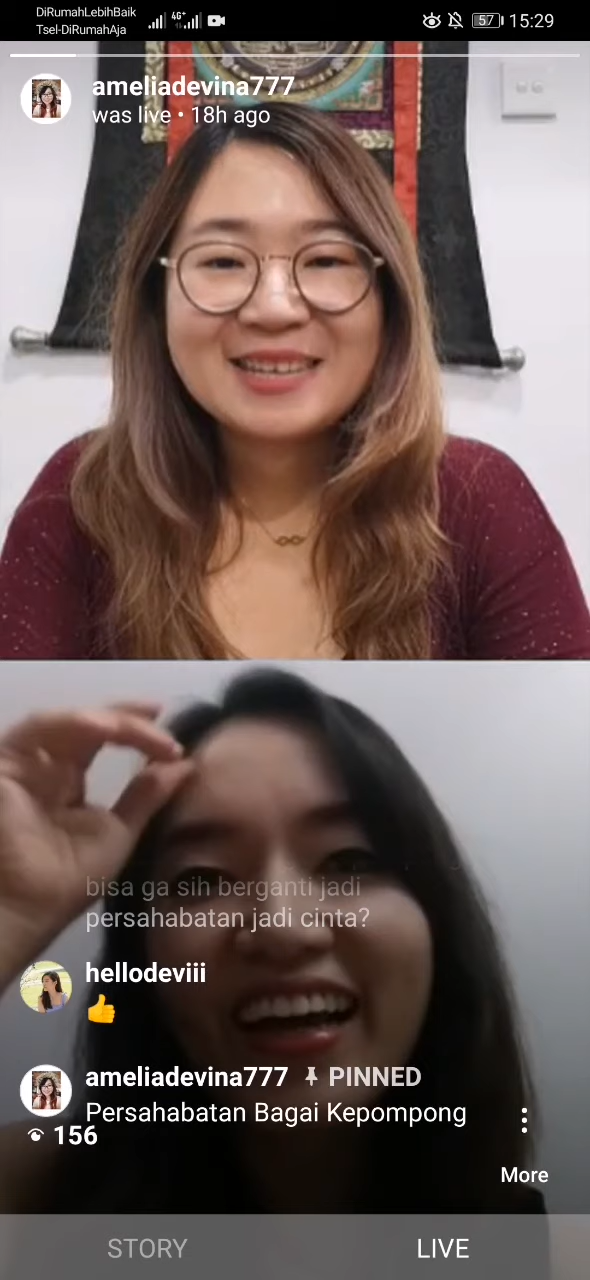 DiRumahLebihBaik
Tsel-DiRumahAja
4G+
57
15:29
ameliadevina777
was live • 18h ago
bisa ga sih berganti jadi
persahabatan jadi cinta?
hellodeviii
👍
ameliadevina777 PINNED
Persahabatan Bagai Kepompong
156
More
STORY
LIVE